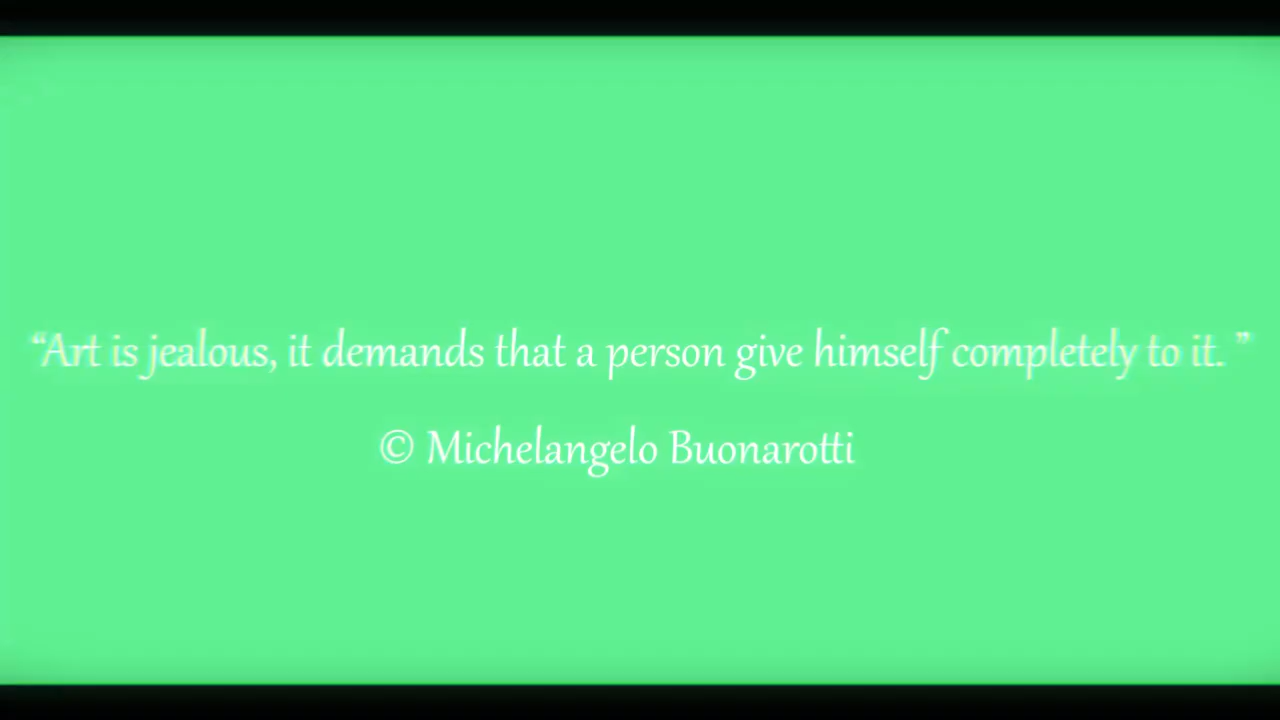 “Art is jealous, it demands that a person give himself completely to it. ”
© Michelangelo Buonarotti